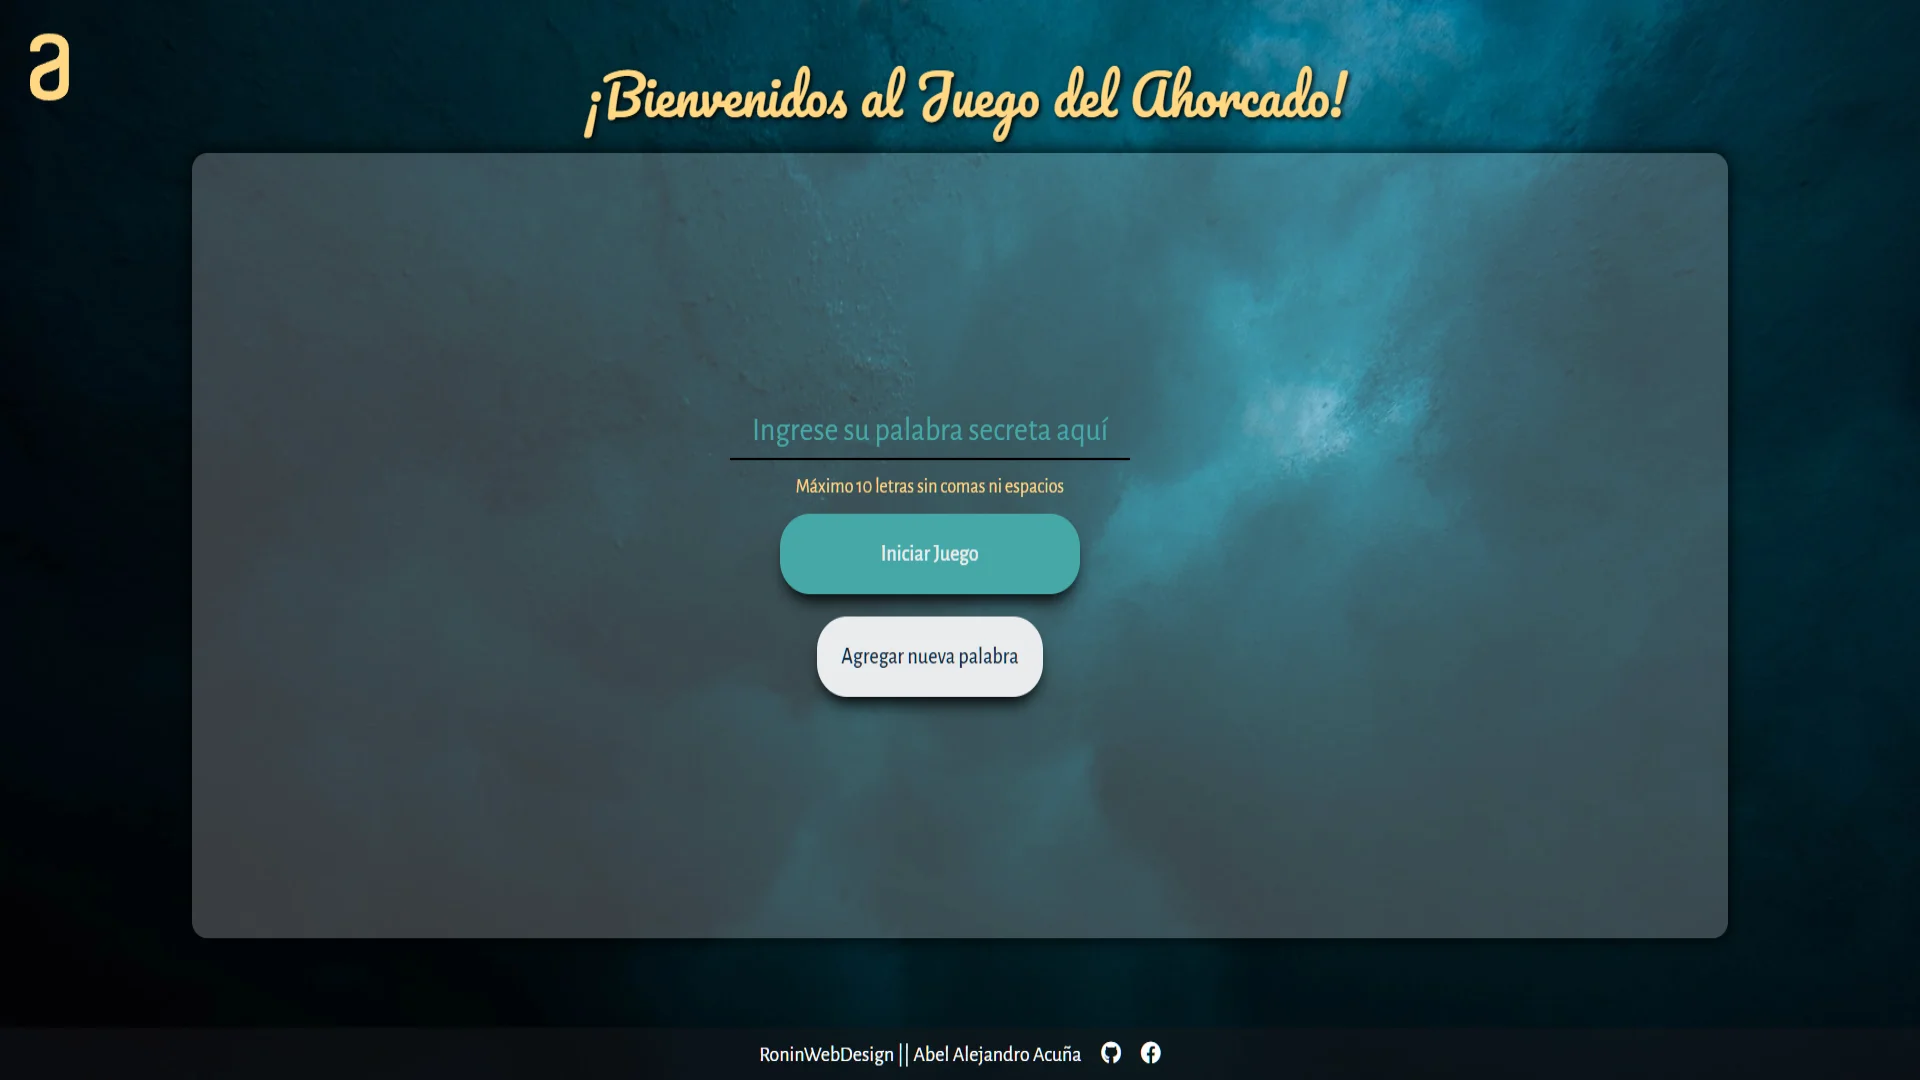 a
¡Bienvenidos al Juego del Ahorcado!
Ingrese su palabra secreta aquí
Máximo 10 letras sin comas ni espacios
Iniciar Juego
Agregar nueva palabra
RoninWebDesign || Abel Alejandro Acuña